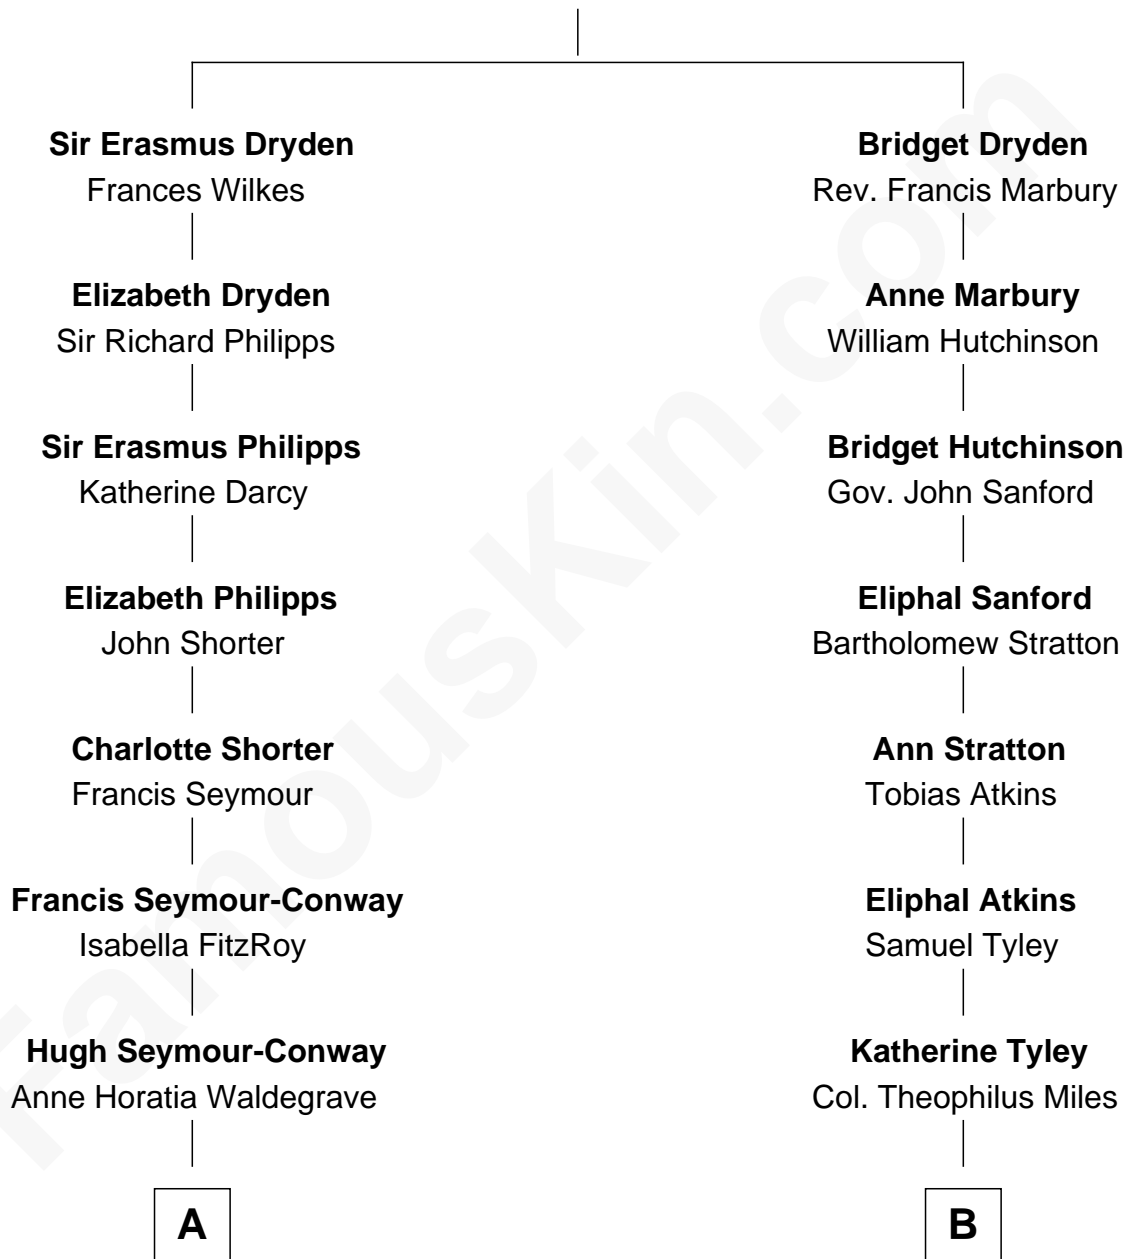 Sir Erasmus Dryden
Frances Wilkes
Bridget Dryden
Rev. Francis Marbury
Elizabeth Dryden
Sir Richard Philipps
Anne Marbury
William Hutchinson
Sir Erasmus Philipps
Katherine Darcy
Bridget Hutchinson
Gov. John Sanford
Elizabeth Philipps
John Shorter
Eliphal Sanford
Bartholomew Stratton
Charlotte Shorter
Francis Seymour
Ann Stratton
Tobias Atkins
Francis Seymour-Conway
Isabella FitzRoy
Eliphal Atkins
Samuel Tyley
Hugh Seymour-Conway
Anne Horatia Waldegrave
Katherine Tyley
Col. Theophilus Miles
A
B
FamousKin.com